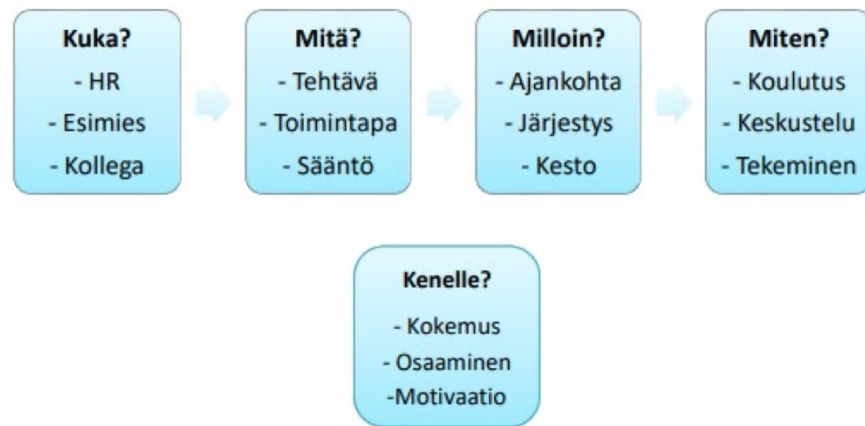 Kuka?
- HR
- Esimies
- Kollega
Mitä?
- Tehtävä
- Toimintapa
- Sääntö
Milloin?
- Ajankohta
- Järjestys
- Kesto
Miten?
- Koulutus
- Keskustelu
- Tekeminen
Kenelle?
- Kokemus
- Osaaminen
-Motivaatio